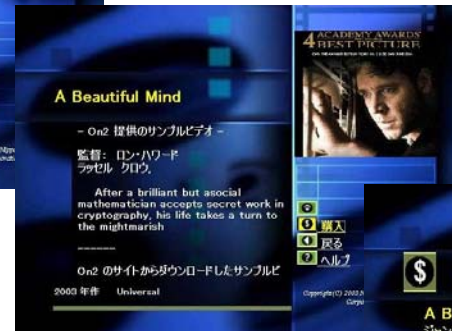 A Beautiful Mind
- On2 提供のサンプルビデオ -
監督: ロン・ハワード
ラッセル クロウ,
After a brilliant but asocial
mathematician accepts secret work in
cryptography, his life takes a turn to
the nightmarish
------
On2 のサイトからダウンロードしたサンプルビ
2003 年作 Universal
4 ACADEMY AWARDS
BEST PICTURE
$ 購入
戻る
? ヘルプ
Copyright(C) 2003
$
A B